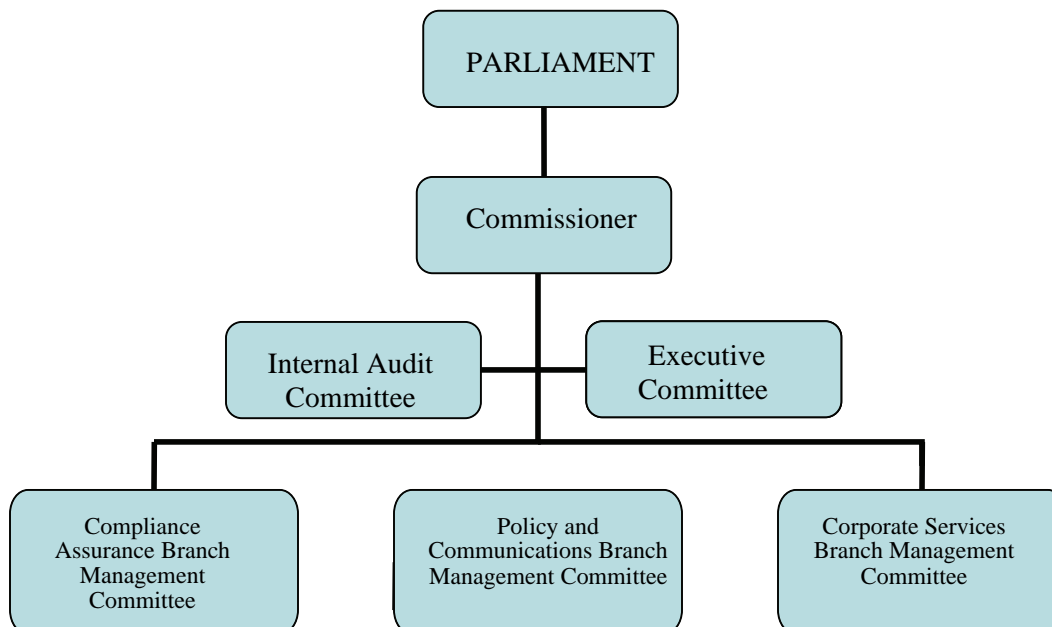 PARLIAMENT
Commissioner
Internal Audit
Committee
Executive
Committee
Compliance
Assurance Branch
Management
Committee
Policy and
Communications Branch
Management Committee
Corporate Services
Branch Management
Committee